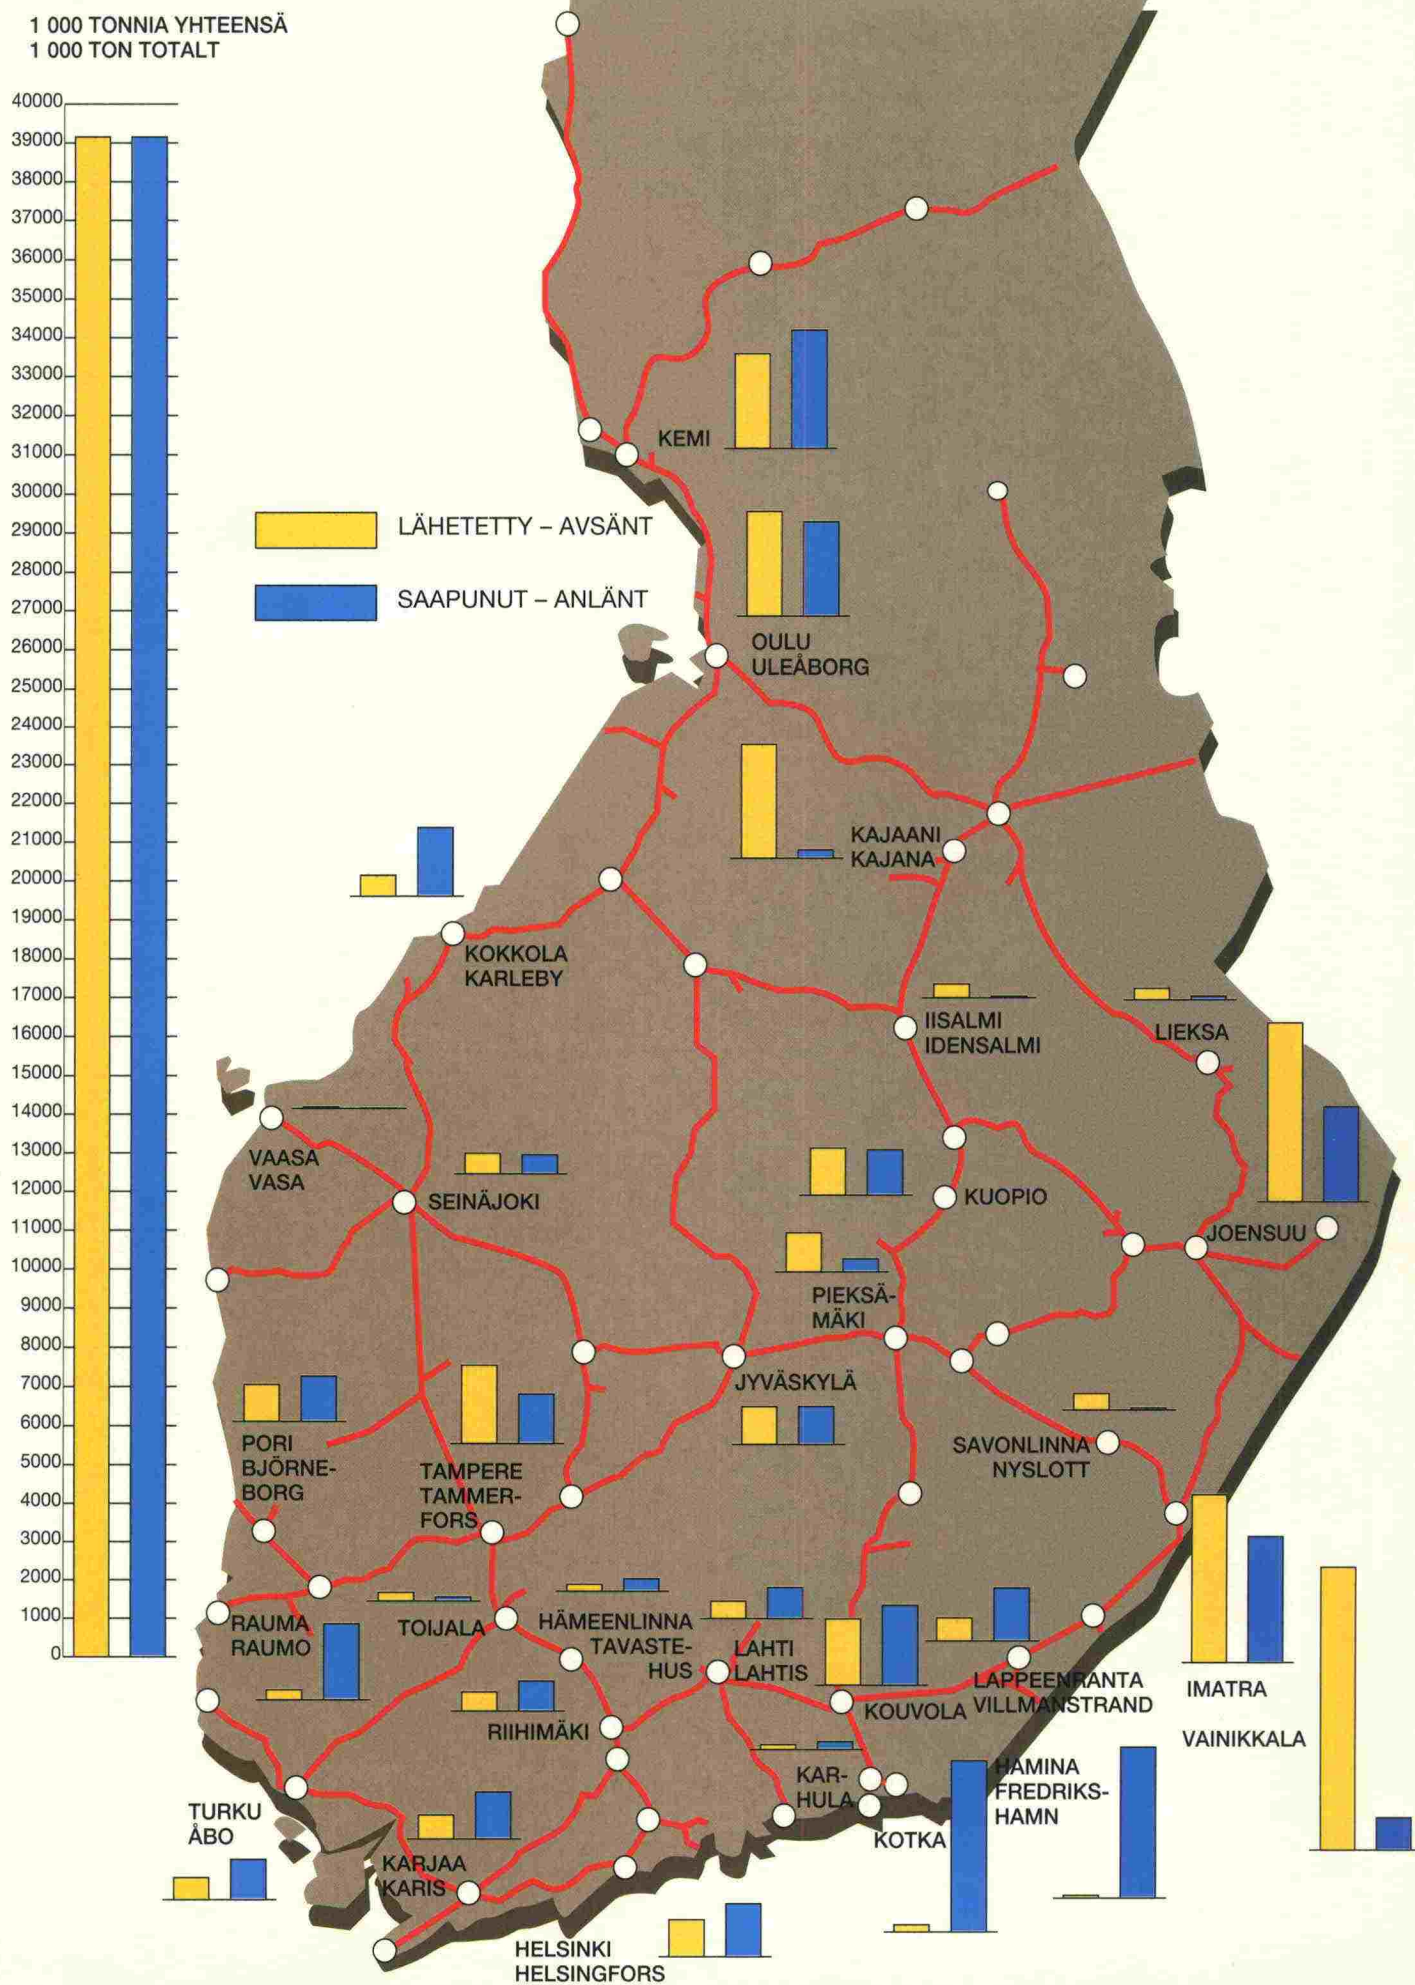 1 000 TONNIA YHTEENSÄ
1 000 TON TOTALT
40000
39000
38000
37000
36000
35000
34000
33000
32000
31000
30000
29000
28000
27000
26000
25000
24000
23000
22000
21000
20000
19000
18000
17000
16000
15000
14000
13000
12000
11000
10000
9000
8000
7000
6000
5000
4000
3000
2000
1000
0
LÄHETETTY – AVSÄNT
SAAPUNUT – ANLÄNT
KEMI
OULU
ULEÅBORG
KAJAANI
KAJANA
KOKKOLA
KARLEBY
IISALMI
IDENSALMI
LIEKSA
VAASA
VASA
SEINÄJOKI
KUOPIO
JOENSUU
PIEKSÄ-
MÄKI
JYVÄSKYLÄ
PORI
BJÖRNE-
BORG
TAMPERE
TAMMER-
FORS
SAVONLINNA
NYSLOTT
RAUMA
RAUMO
TOIJALA
HÄMEENLINNA
TAVASTE-
HUS
LAHTI
LAHTIS
RIIHIMÄKI
KOUVOLA
LAPPEENRANTA
VILLMANSTRAND
IMATRA
VAINIKKALA
KAR-
HULA
HAMINA
FREDRIKS-
HAMN
KOTKA
TURKU
ÅBO
KARJAA
KARIS
HELSINKI
HELSINGFORS